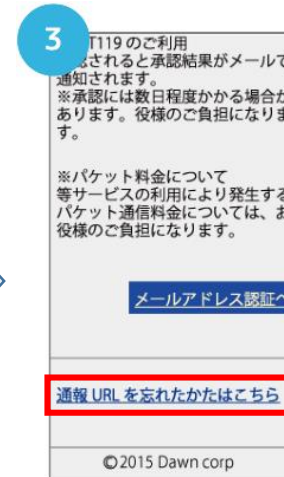 3
T119 のご利用
されると承認結果がメールで
通知されます。
※承認には数日程度かかる場合が
あります。役様のご負担になりま
す。
※パケット料金について
等サービスの利用により発生する
パケット通信料金については、お
役様のご負担になります。
メールアドレス認証へ
通報 URL を忘れたかたはこちら
©2015 Dawn corp